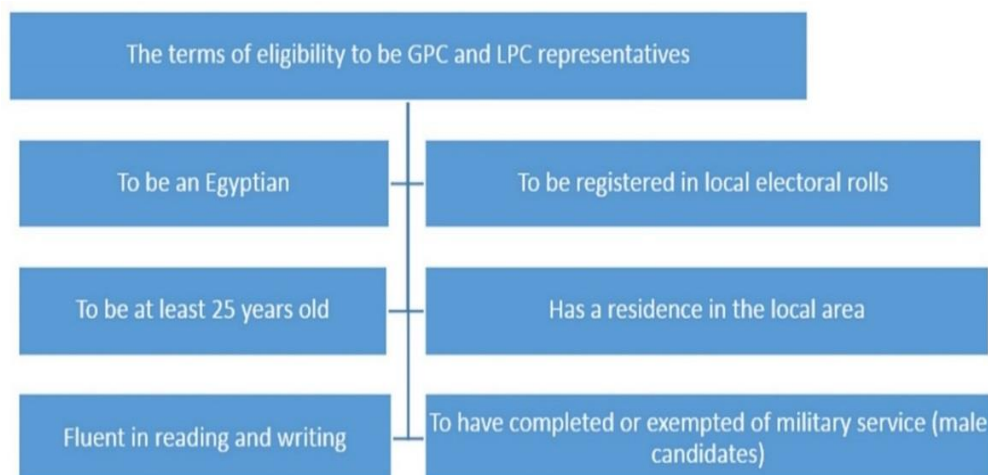 The terms of eligibility to be GPC and LPC representatives
To be an Egyptian
To be registered in local electoral rolls
To be at least 25 years old
Has a residence in the local area
Fluent in reading and writing
To have completed or exempted of military service (male
candidates)